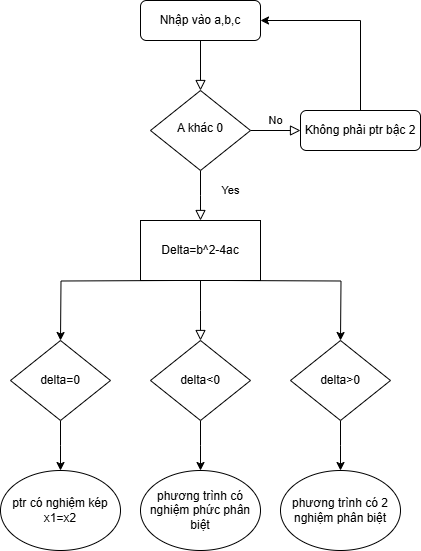 Nhập vào a,b,c
A khác 0
No
Không phải ptr bậc 2
Yes
Delta=b^2-4ac
delta=0
delta<0
delta>0
ptr có nghiệm kép
x1=x2
phương trình có
nghiệm phức phân
biệt
phương trình có 2
nghiệm phân biệt